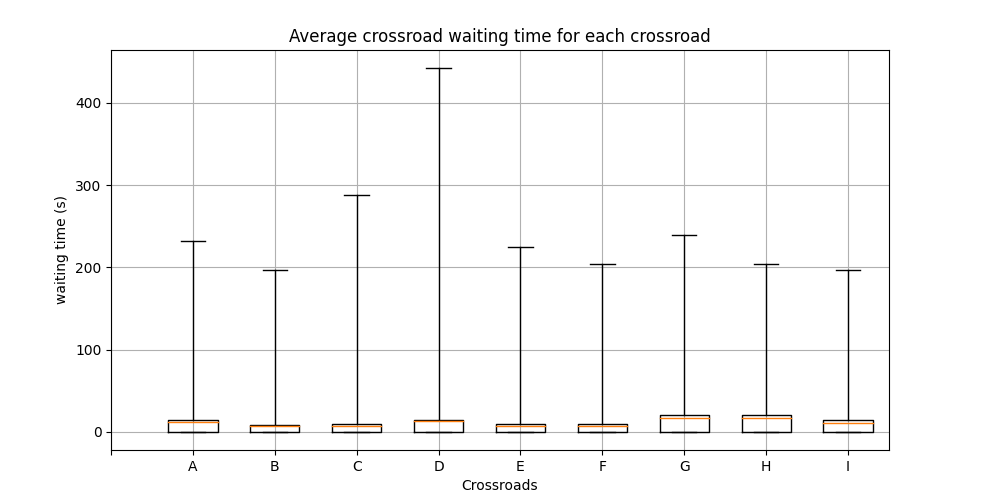 Average crossroad waiting time for each crossroad
400
300
200
100
0
waiting time (s)
A B C D E F G H I
Crossroads